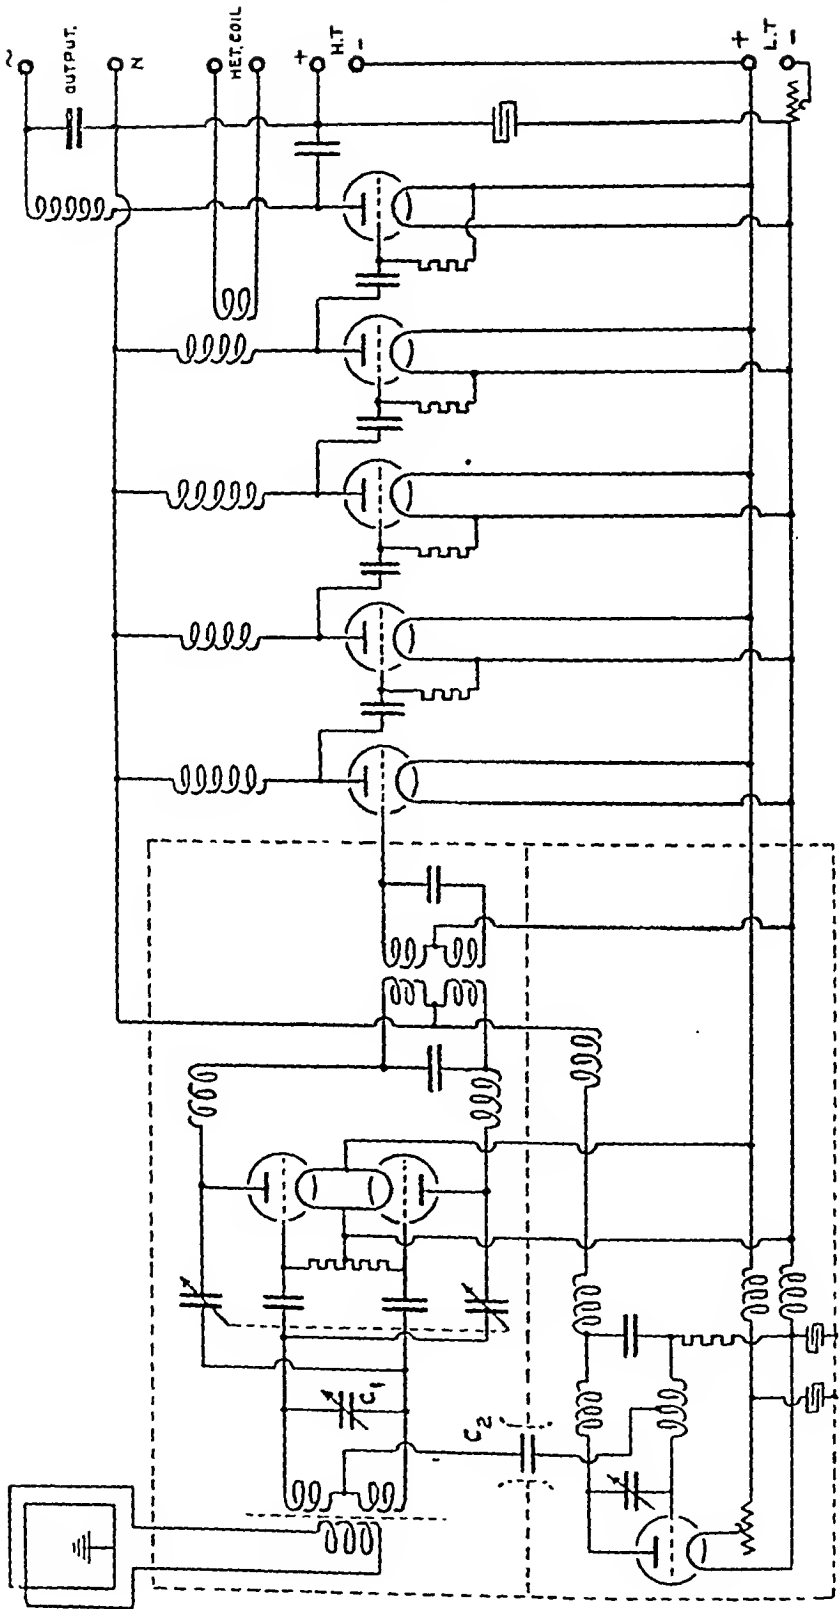 ~
OUTPUT.
N
HET. COIL
+
H.T
-
+
L.T
-
C1
C2